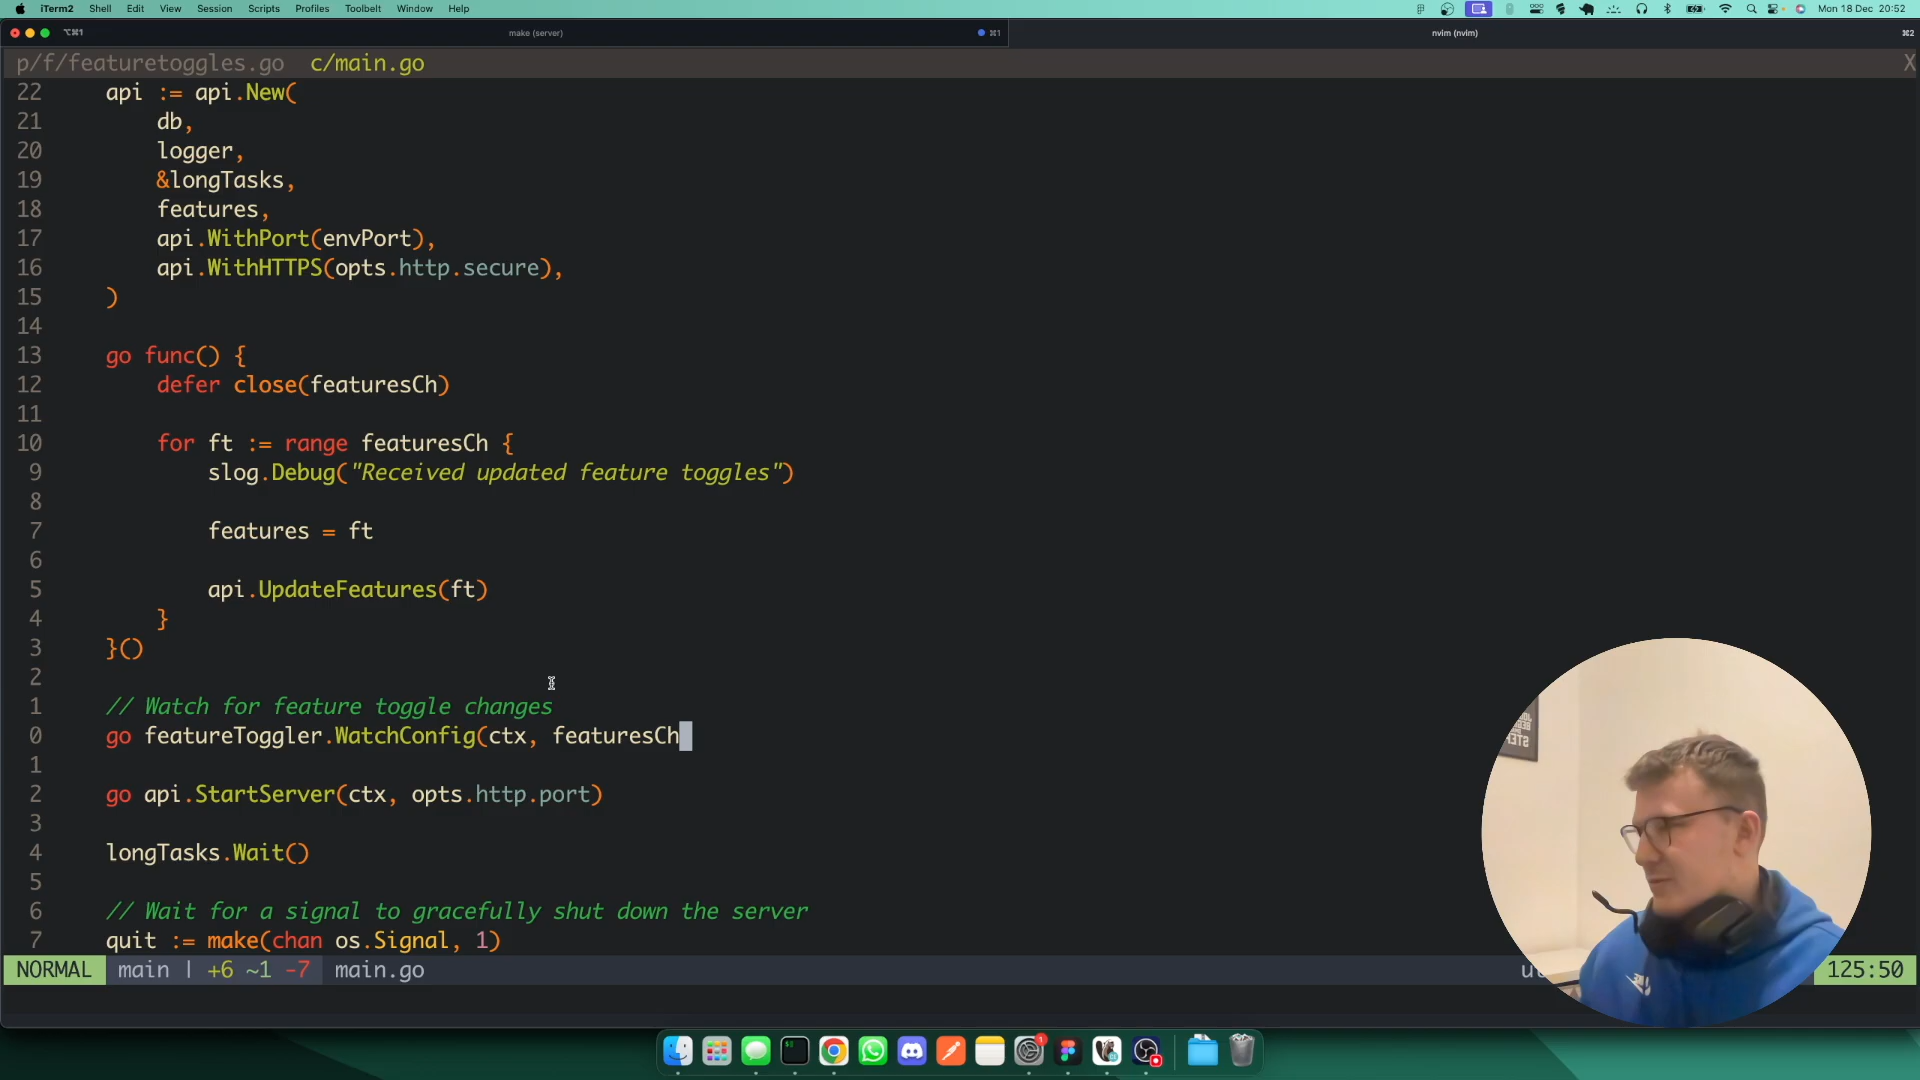 iTerm2 Shell Edit View Session Scripts Profiles Toolbelt Window Help Mon 18 Dec 20:52
⌥⌘1 make (server) ⌘1 nvim (nvim) ⌘2
p/f/featuretoggles.go c/main.go X
22 api := api.New(
21 db,
20 logger,
19 &longTasks,
18 features,
17 api.WithPort(envPort),
16 api.WithHTTPS(opts.http.secure),
15 )
14
13 go func() {
12 defer close(featuresCh)
11
10 for ft := range featuresCh {
9 slog.Debug("Received updated feature toggles")
8
7 features = ft
6
5 api.UpdateFeatures(ft)
4 }
3 }()
2
1 // Watch for feature toggle changes
0 go featureToggler.WatchConfig(ctx, featuresCh
1
2 go api.StartServer(ctx, opts.http.port)
3
4 longTasks.Wait()
5
6 // Wait for a signal to gracefully shut down the server
7 quit := make(chan os.Signal, 1)
NORMAL main | +6 ~1 -7 main.go 125:50
1